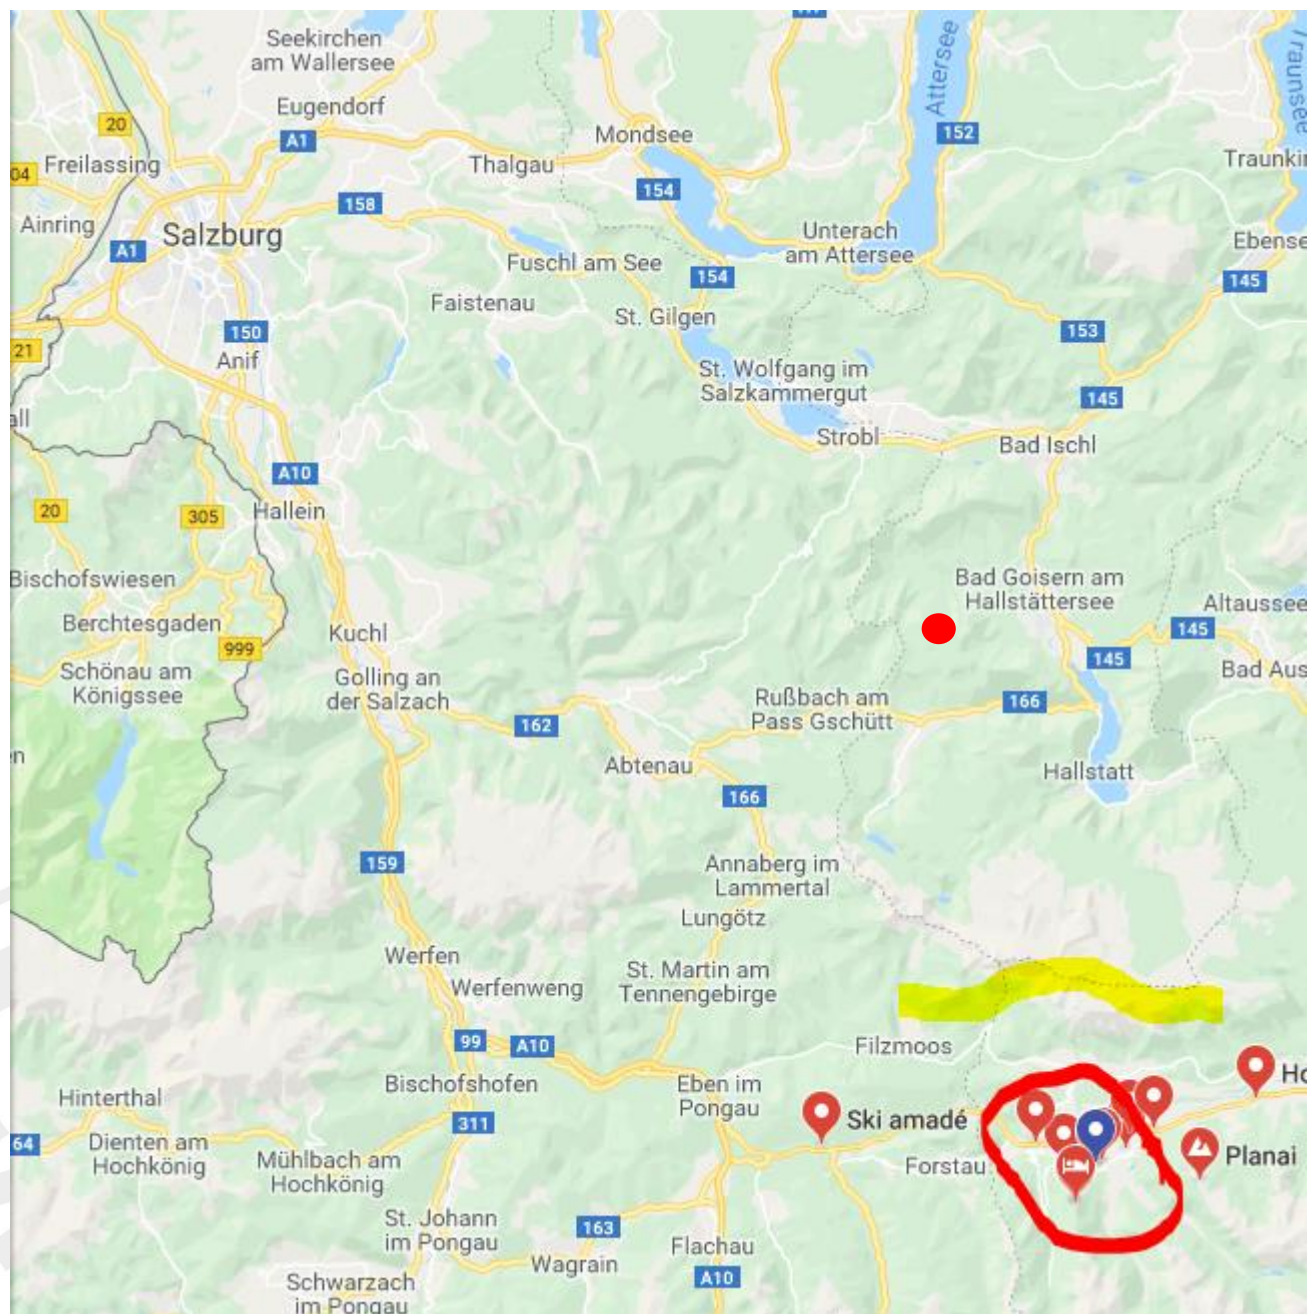 Seekirchen
am Wallersee
Attersee
Traunsee
Eugendorf
20
A1
Mondsee
152
Freilassing
Thalgau
Traunkir
04
154
158
Ainring
Salzburg
Unterach
am Attersee
Ebense
A1
Fuschl am See
154
145
Faistenau
St. Gilgen
150
153
21
Anif
St. Wolfgang im
Salzkammergut
145
all
Strobl
Bad Ischl
A10
20
305
Hallein
Bischofswiesen
Bad Goisern am
Hallstättersee
Altaussee
Berchtesgaden
Kuchl
145
999
145
Schönau am
Königssee
Golling an
der Salzach
Bad Aus
Rußbach am
Pass Gschütt
166
162
en
Abtenau
Hallstatt
166
159
Annaberg im
Lammertal
Lungötz
Werfen
St. Martin am
Tennengebirge
Werfenweng
99
A10
Filzmoos
Bischofshofen
Eben im
Pongau
Ho
Hinterthal
311
Ski amadé
64
Dienten am
Hochkönig
Mühlbach am
Hochkönig
Forstau
Planai
St. Johann
im Pongau
163
Flachau
Wagrain
A10
Schwarzach
im Pongau